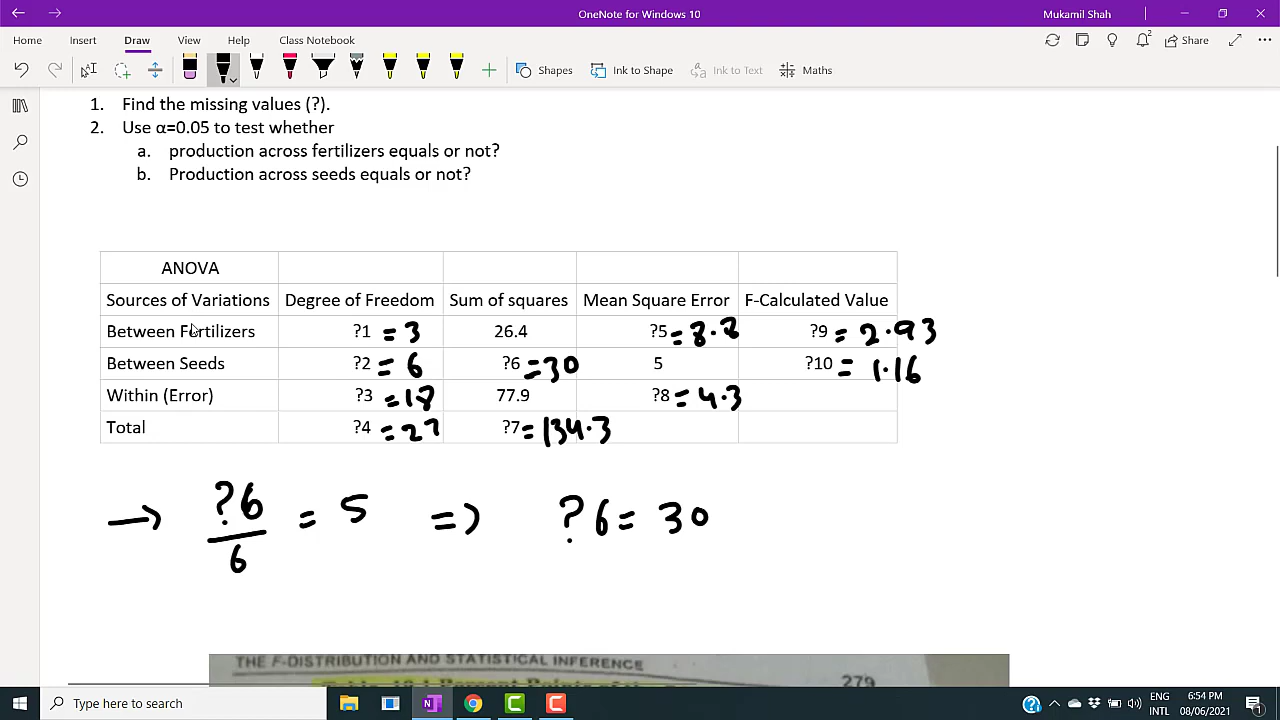 OneNote for Windows 10
Mukamil Shah
Home Insert Draw View Help Class Notebook
Share
Shapes Ink to Shape Ink to Text Maths
1. Find the missing values (?).
2. Use α=0.05 to test whether
a. production across fertilizers equals or not?
b. Production across seeds equals or not?
ANOVA
Sources of Variations Degree of Freedom Sum of squares Mean Square Error F-Calculated Value
Between Fertilizers ?1 = 3 26.4 ?5 = 8.8 ?9 = 2.93
Between Seeds ?2 = 6 ?6 = 30 5 ?10 = 1.16
Within (Error) ?3 = 18 77.9 ?8 = 4.3
Total ?4 = 27 ?7 = 134.3
→ ?6 / 6 = 5 => ?6 = 30
THE F-DISTRIBUTION AND STATISTICAL INFERENCE
279
Type here to search
ENG 6:54 PM
INTL 08/06/2021